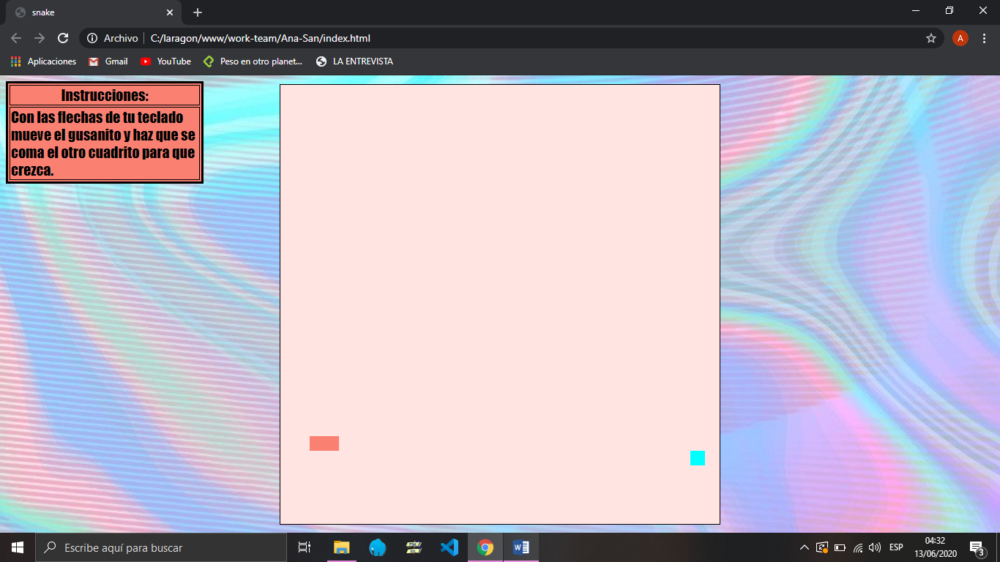 snake
Archivo C:/laragon/www/work-team/Ana-San/index.html
A
Aplicaciones Gmail YouTube Peso en otro planet... LA ENTREVISTA
Instrucciones:
Con las flechas de tu teclado
mueve el gusanito y haz que se
coma el otro cuadrito para que
crezca.
Escribe aquí para buscar
ESP
04:32
13/06/2020
3